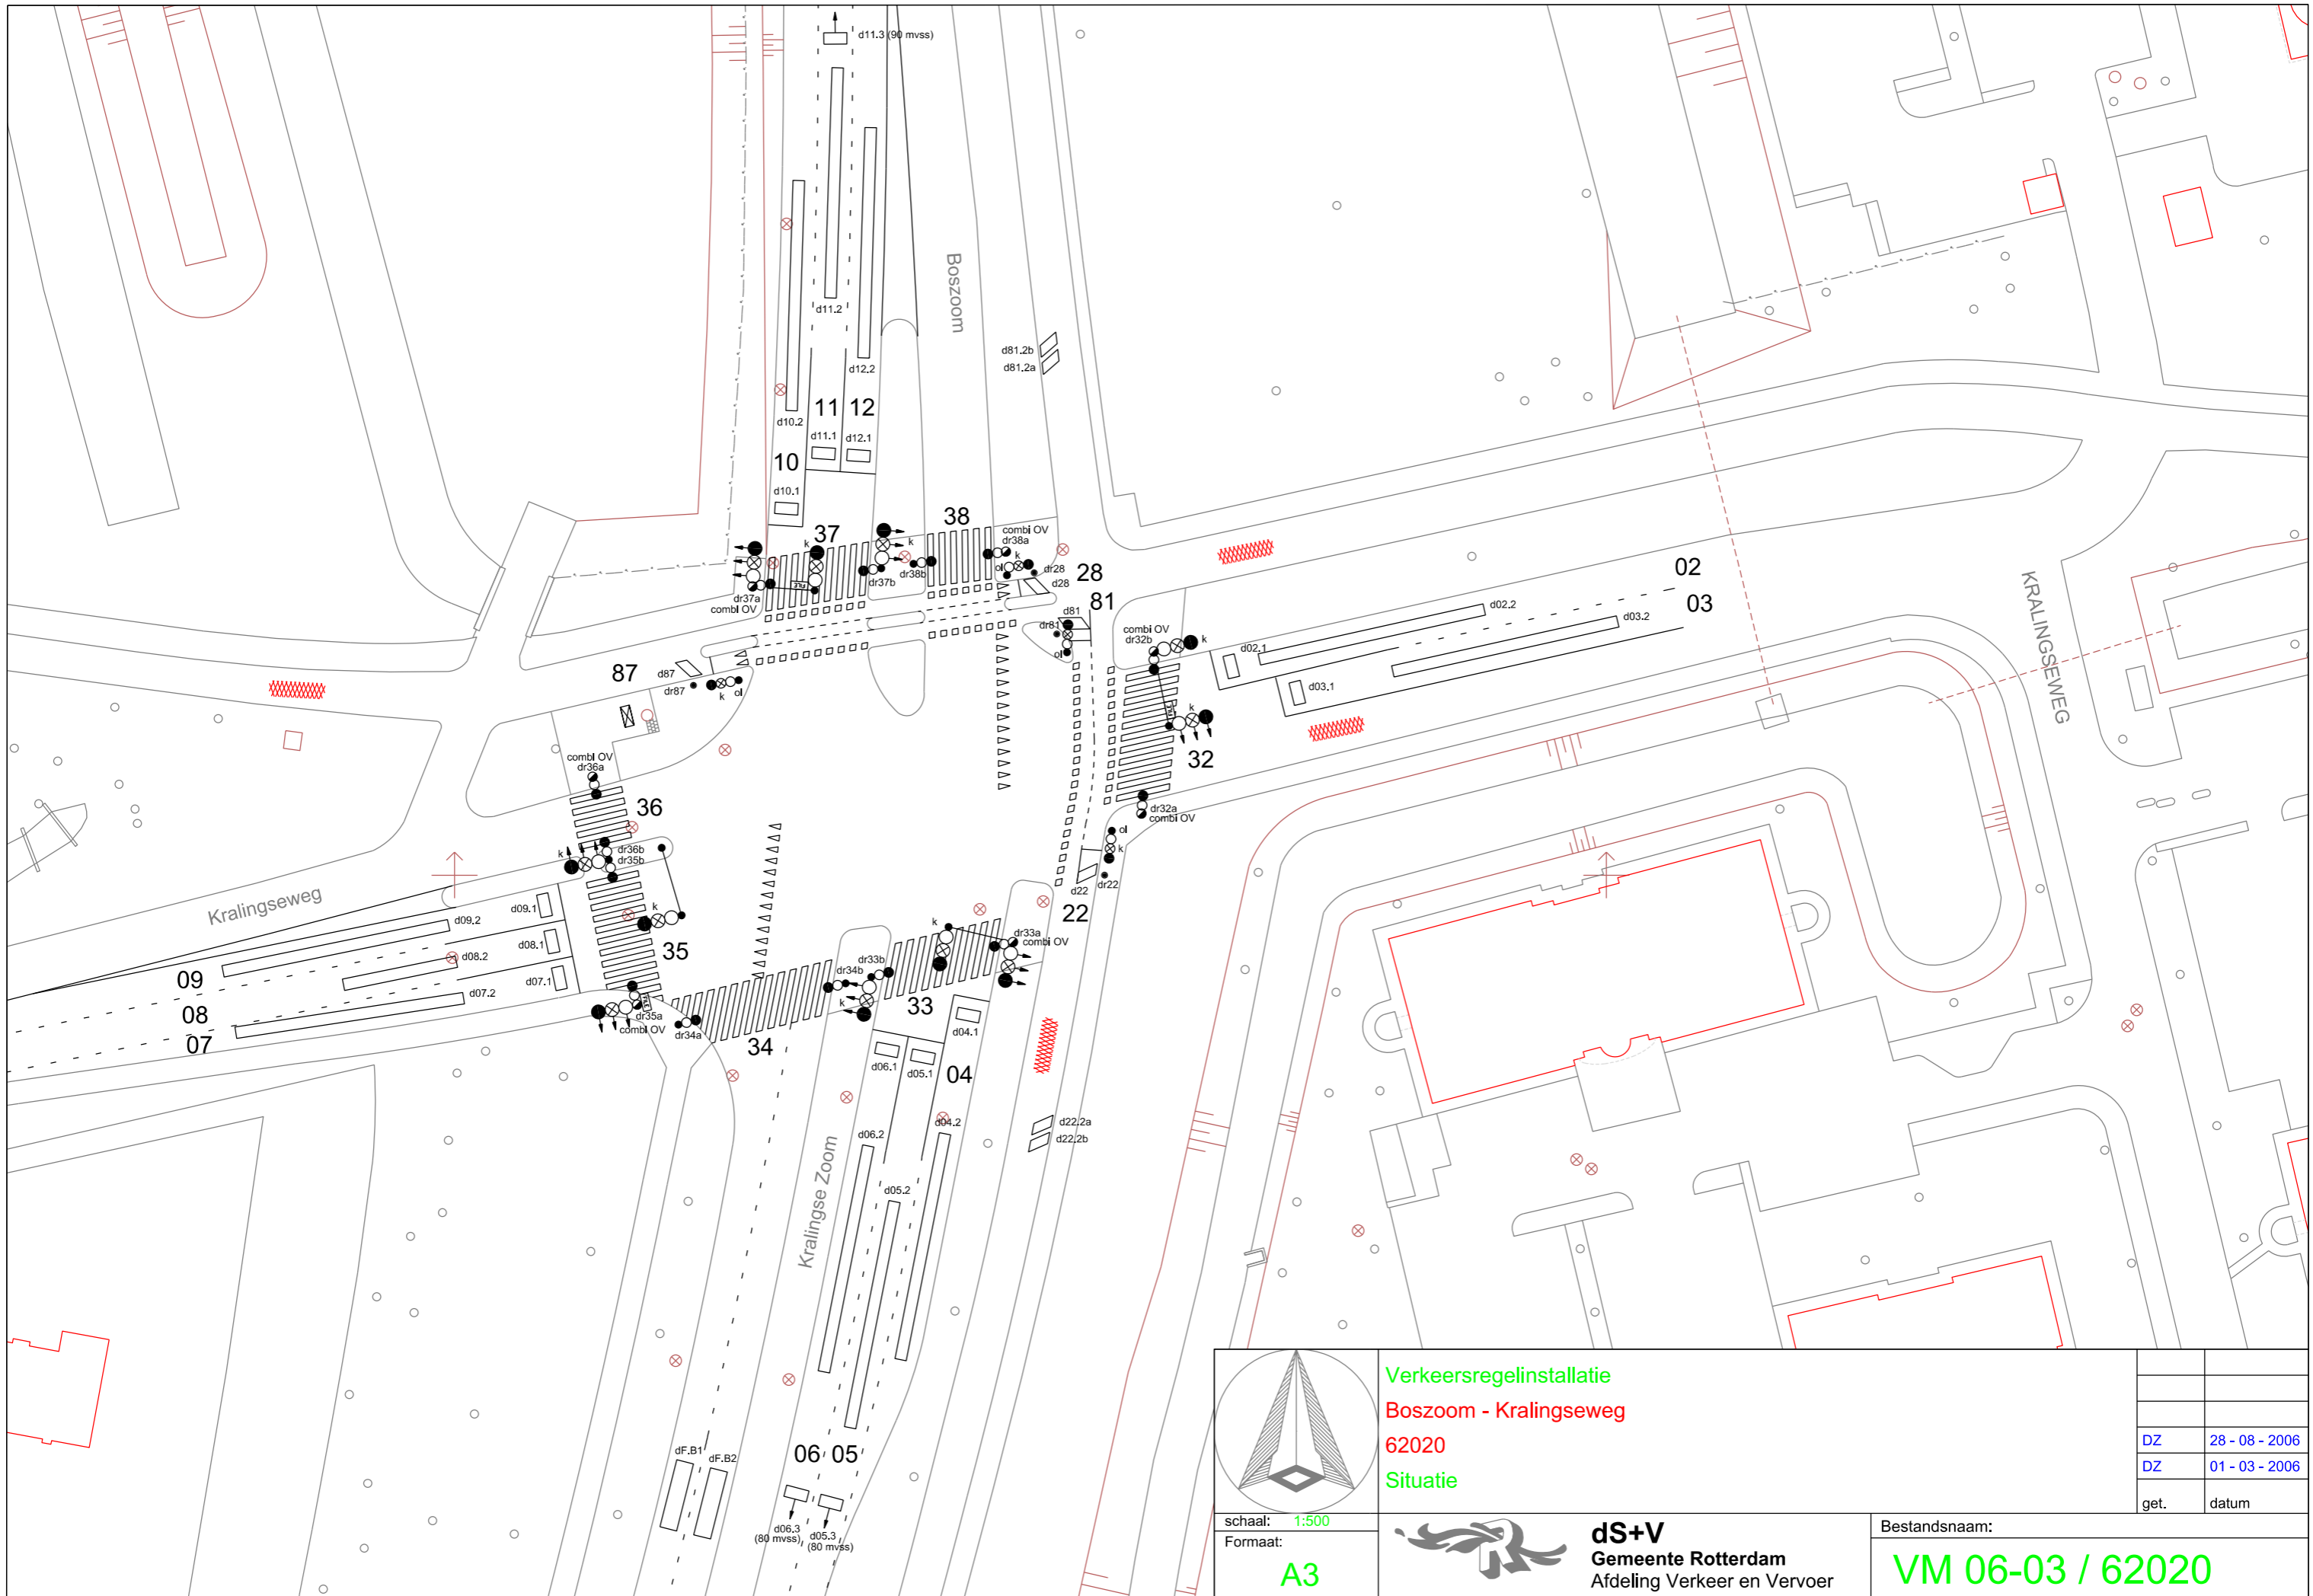 d11.3 (90 mvss)
Boszoom
d11.2
d12.2
d10.2
11 12
d11.1 d12.1
10
d10.1
d81.2b
d81.2a
37
38
combi OV
dr38a
k
k
k
ol
dr28
d28
28
dr37b
dr38b
dr37a
combi OV
FILE
81
d81
dr81
ol
02
03
d02.2
d03.2
combi OV
dr32b
k
d02.1
d03.1
k
32
KRALINGSEWEG
87
d87
dr87
k
ol
combi OV
dr36a
36
dr36b
dr35b
k
dr32a
combi OV
ol
k
d22
dr22
22
Kralingseweg
d09.1
d09.2
k
d08.1
35
d08.2
d07.1
d07.2
09
08
07
FILE
dr35a
combi OV
dr34a
34
k
dr33a
combi OV
dr33b
dr34b
k
33
d04.1
d06.1
d05.1
04
d04.2
d06.2
d05.2
d22.2a
d22.2b
Kralingse Zoom
dF.B1
dF.B2
06 05
d06.3
(80 mvss)
d05.3
(80 mvss)
Verkeersregelinstallatie
Boszoom - Kralingseweg
62020
Situatie
DZ 28 - 08 - 2006
DZ 01 - 03 - 2006
get. datum
schaal: 1:500
Formaat:
A3
dS+V
Gemeente Rotterdam
Afdeling Verkeer en Vervoer
Bestandsnaam:
VM 06-03 / 62020